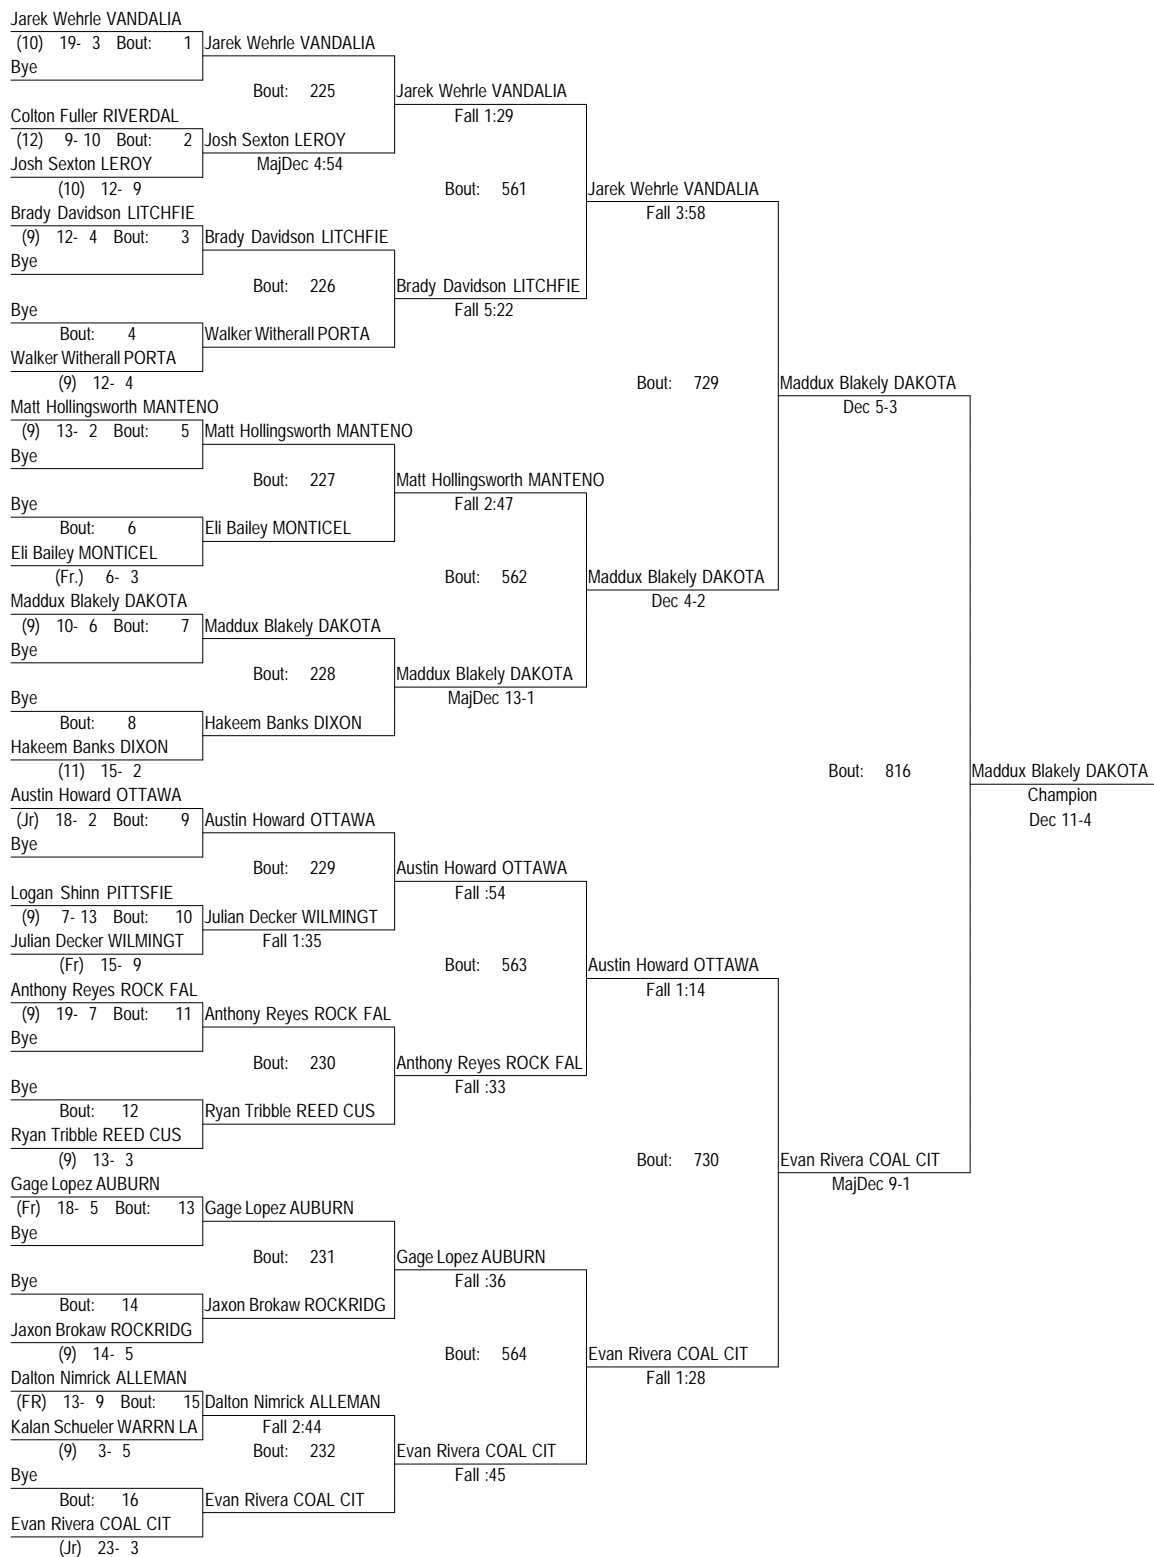 Jarek Wehrle VANDALIA
(10) 19- 3 Bout: 1 Jarek Wehrle VANDALIA
Bye
Bout: 225 Jarek Wehrle VANDALIA
Colton Fuller RIVERDAL Fall 1:29
(12) 9- 10 Bout: 2 Josh Sexton LEROY
Josh Sexton LEROY MajDec 4:54
(10) 12- 9 Bout: 561 Jarek Wehrle VANDALIA
Brady Davidson LITCHFIE Fall 3:58
(9) 12- 4 Bout: 3 Brady Davidson LITCHFIE
Bye
Bout: 226 Brady Davidson LITCHFIE
Bye Fall 5:22
Bout: 4 Walker Witherall PORTA
Walker Witherall PORTA
(9) 12- 4 Bout: 729 Maddux Blakely DAKOTA
Matt Hollingsworth MANTENO Dec 5-3
(9) 13- 2 Bout: 5 Matt Hollingsworth MANTENO
Bye
Bout: 227 Matt Hollingsworth MANTENO
Bye Fall 2:47
Bout: 6 Eli Bailey MONTICEL
Eli Bailey MONTICEL
(Fr.) 6- 3 Bout: 562 Maddux Blakely DAKOTA
Maddux Blakely DAKOTA Dec 4-2
(9) 10- 6 Bout: 7 Maddux Blakely DAKOTA
Bye
Bout: 228 Maddux Blakely DAKOTA
Bye MajDec 13-1
Bout: 8 Hakeem Banks DIXON
Hakeem Banks DIXON
(11) 15- 2 Bout: 816 Maddux Blakely DAKOTA
Austin Howard OTTAWA Champion
(Jr) 18- 2 Bout: 9 Austin Howard OTTAWA Dec 11-4
Bye
Bout: 229 Austin Howard OTTAWA
Logan Shinn PITTSFIE Fall :54
(9) 7- 13 Bout: 10 Julian Decker WILMINGT
Julian Decker WILMINGT Fall 1:35
(Fr) 15- 9 Bout: 563 Austin Howard OTTAWA
Anthony Reyes ROCK FAL Fall 1:14
(9) 19- 7 Bout: 11 Anthony Reyes ROCK FAL
Bye
Bout: 230 Anthony Reyes ROCK FAL
Bye Fall :33
Bout: 12 Ryan Tribble REED CUS
Ryan Tribble REED CUS
(9) 13- 3 Bout: 730 Evan Rivera COAL CIT
Gage Lopez AUBURN MajDec 9-1
(Fr) 18- 5 Bout: 13 Gage Lopez AUBURN
Bye
Bout: 231 Gage Lopez AUBURN
Bye Fall :36
Bout: 14 Jaxon Brokaw ROCKRIDG
Jaxon Brokaw ROCKRIDG
(9) 14- 5 Bout: 564 Evan Rivera COAL CIT
Dalton Nimrick ALLEMAN Fall 1:28
(FR) 13- 9 Bout: 15 Dalton Nimrick ALLEMAN
Kalan Schueler WARRN LA Fall 2:44
(9) 3- 5 Bout: 232 Evan Rivera COAL CIT
Bye Fall :45
Bout: 16 Evan Rivera COAL CIT
Evan Rivera COAL CIT
(Jr) 23- 3